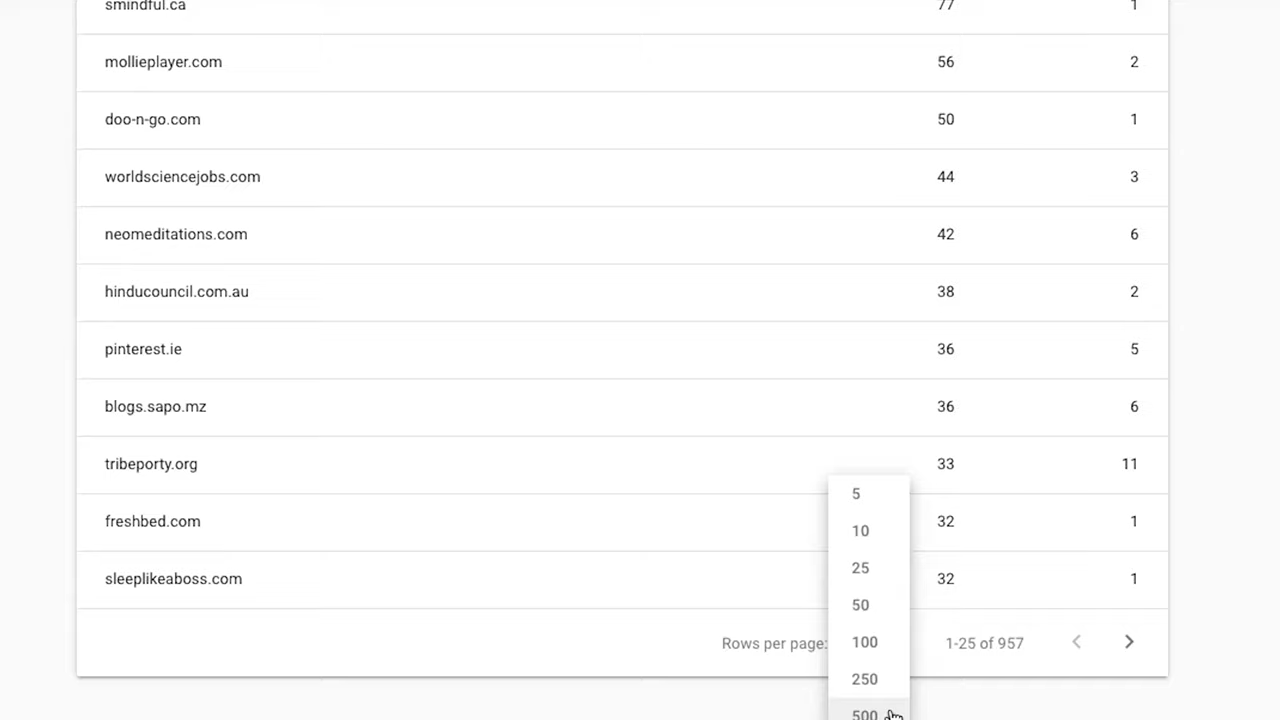 smindful.ca 77 1
mollieplayer.com 56 2
doo-n-go.com 50 1
worldsciencejobs.com 44 3
neomeditations.com 42 6
hinducouncil.com.au 38 2
pinterest.ie 36 5
blogs.sapo.mz 36 6
tribeporty.org 33 11
5
freshbed.com 32 1
10
25
sleeplikeaboss.com 32 1
50
Rows per page: 100 1-25 of 957
250
500